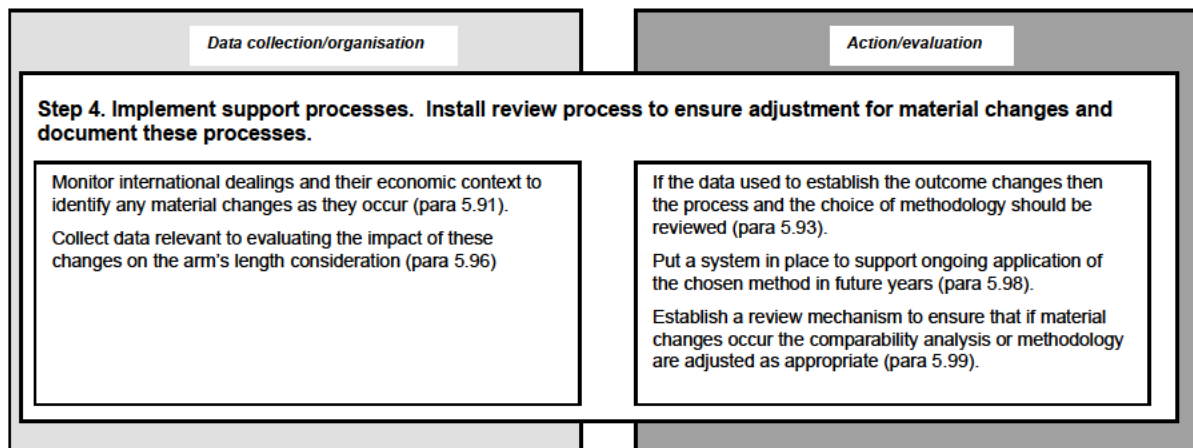 Data collection/organisation
Action/evaluation
Step 4. Implement support processes.  Install review process to ensure adjustment for material changes and
document these processes.
Monitor international dealings and their economic context to
identify any material changes as they occur (para 5.91).
Collect data relevant to evaluating the impact of these
changes on the arm's length consideration (para 5.96)
If the data used to establish the outcome changes then
the process and the choice of methodology should be
reviewed (para 5.93).
Put a system in place to support ongoing application of
the chosen method in future years (para 5.98).
Establish a review mechanism to ensure that if material
changes occur the comparability analysis or methodology
are adjusted as appropriate (para 5.99).